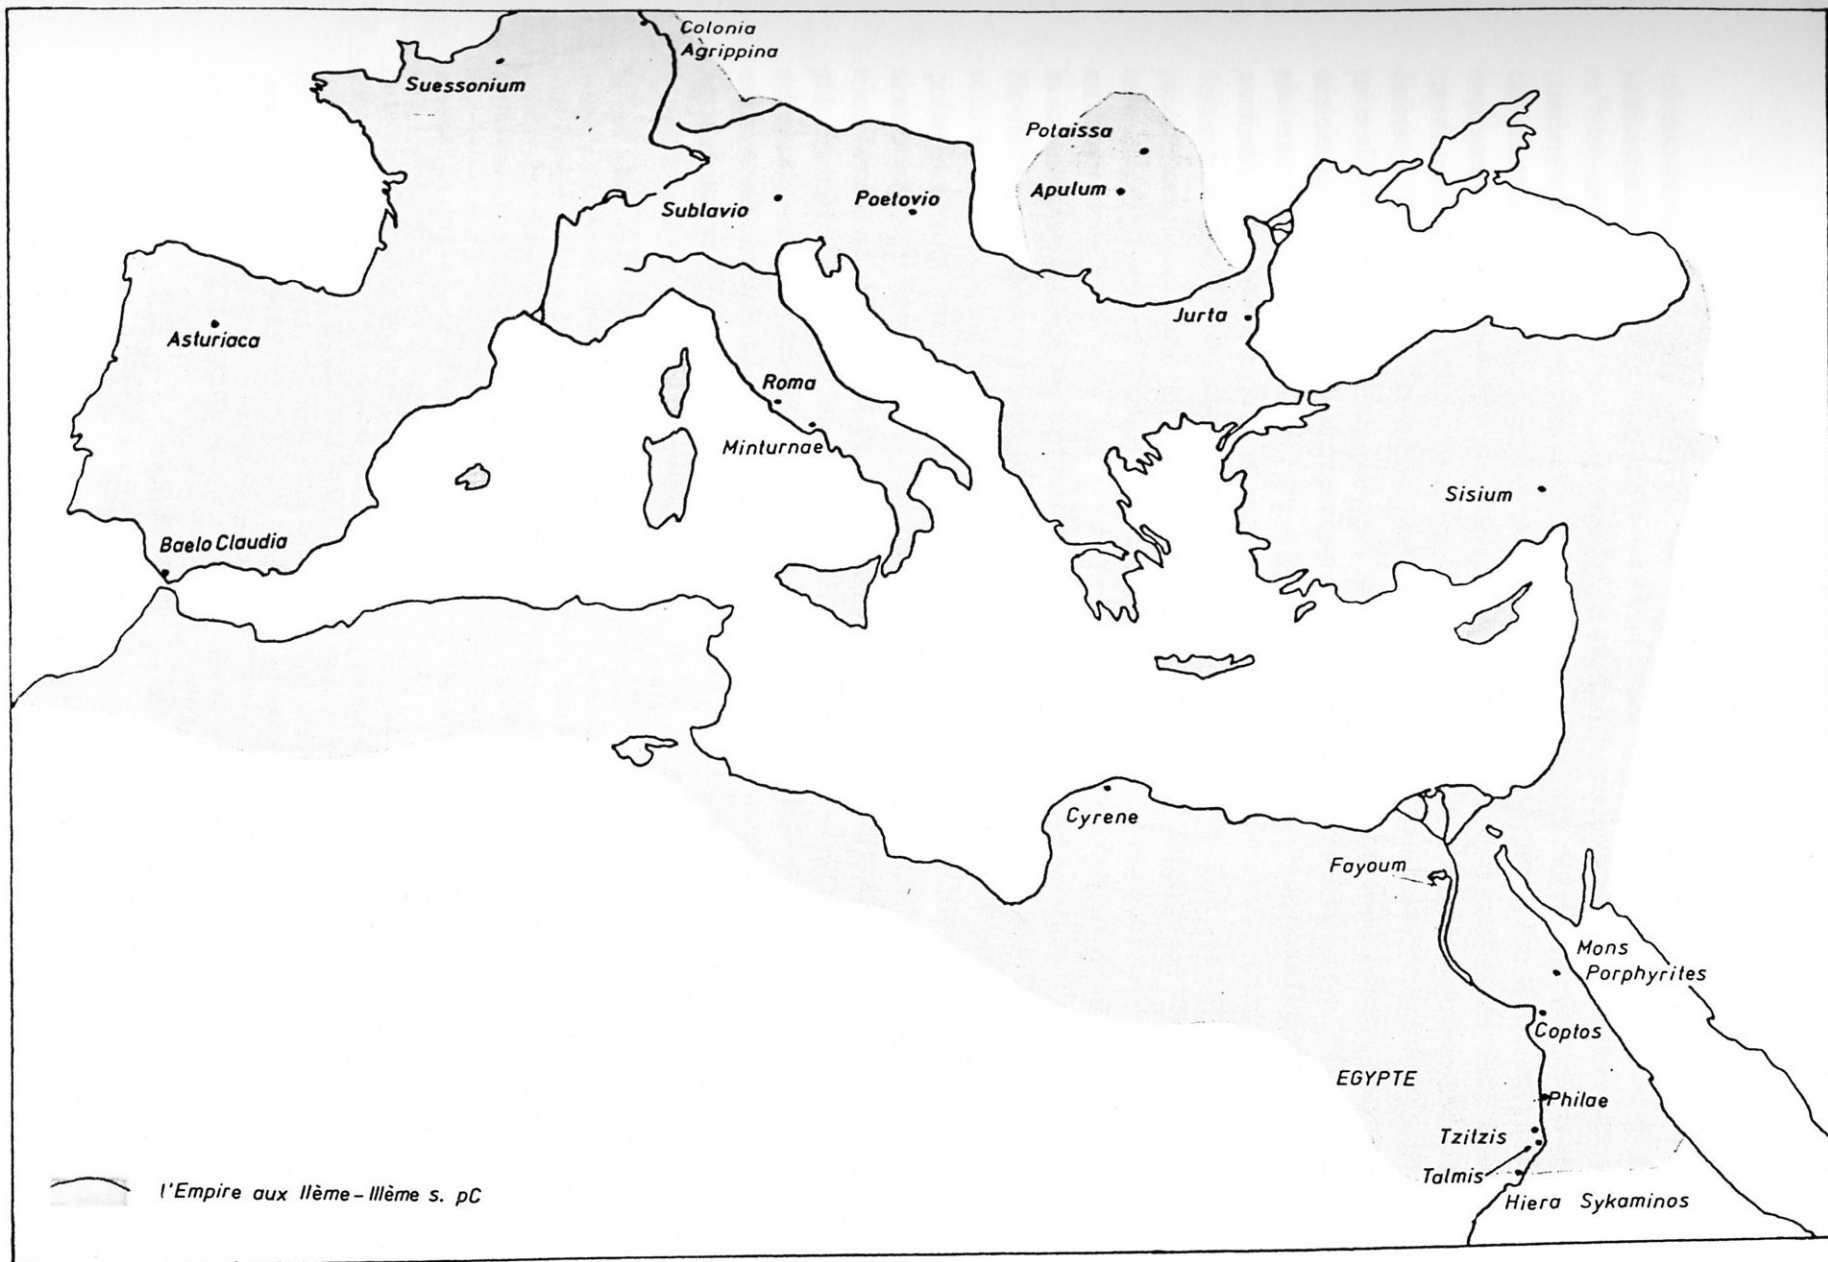 Colonia
Agrippina
Suessonium
Potaissa
Apulum
Sublavio
Poetovio
Jurta
Asturiaca
Roma
Minturnae
Sisium
Baelo Claudia
Cyrene
Fayoum
Mons
Porphyrites
Coptos
EGYPTE
Philae
Tzitzis
Talmis
Hiera Sykaminos
l'Empire aux IIème-IIIème s. pC